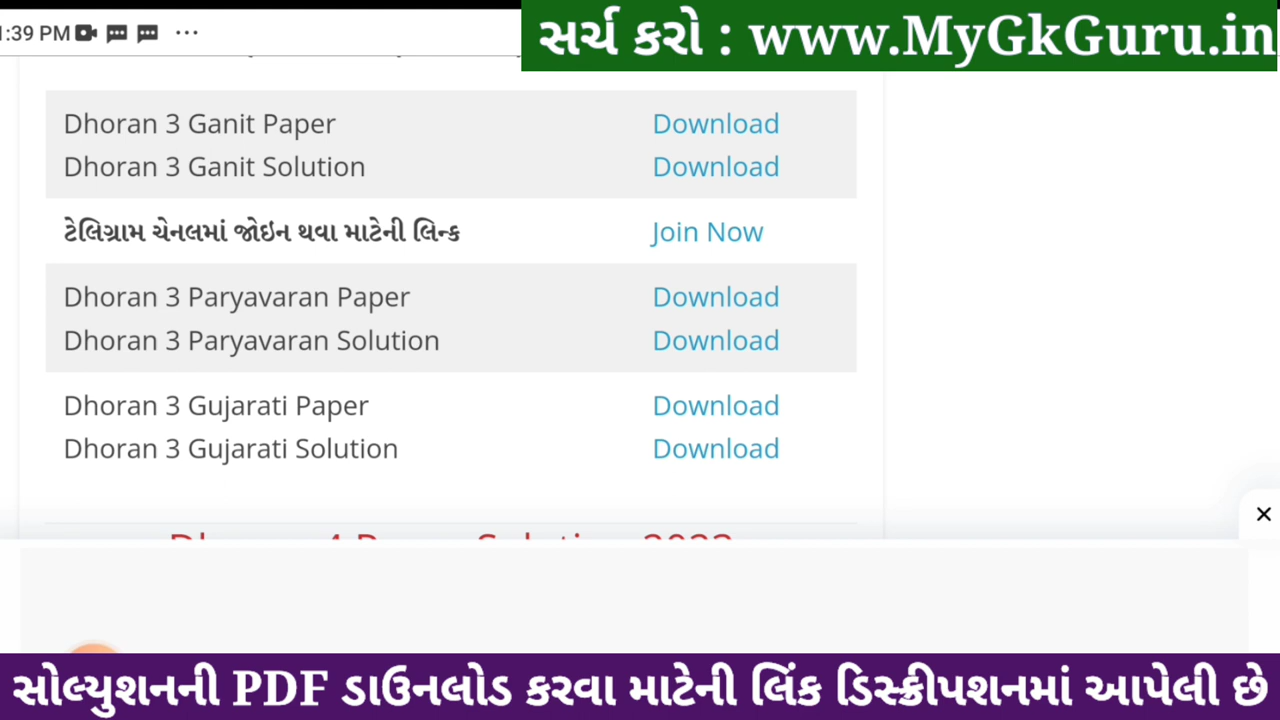 1:39 PM
સર્ચ કરો : www.MyGkGuru.in
Dhoran 3 Ganit Paper Download
Dhoran 3 Ganit Solution Download
ટેલિગ્રામ ચેનલમાં જોઇન થવા માટેની લિન્ક Join Now
Dhoran 3 Paryavaran Paper Download
Dhoran 3 Paryavaran Solution Download
Dhoran 3 Gujarati Paper Download
Dhoran 3 Gujarati Solution Download
સોલ્યુશનની PDF ડાઉનલોડ કરવા માટેની લિંક ડિસ્ક્રીપશનમાં આપેલી છે